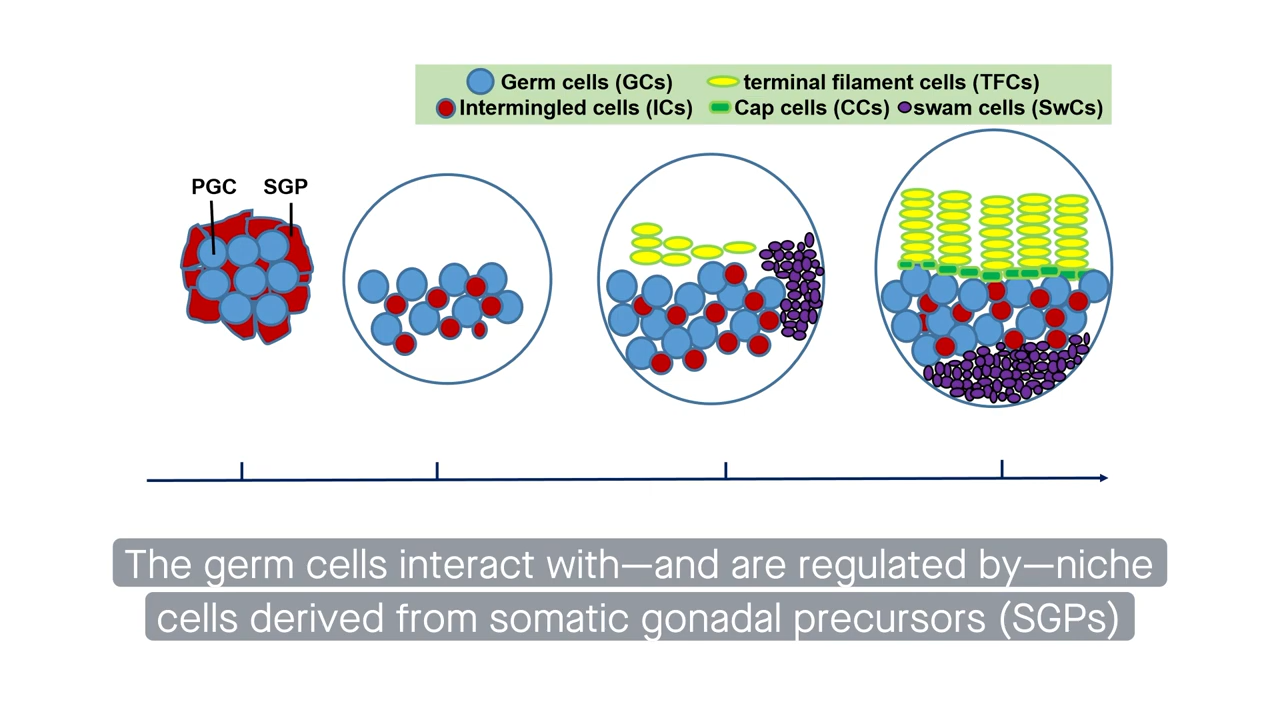 Germ cells (GCs) terminal filament cells (TFCs)
Intermingled cells (ICs) Cap cells (CCs) swam cells (SwCs)
PGC SGP
The germ cells interact with—and are regulated by—niche
cells derived from somatic gonadal precursors (SGPs)